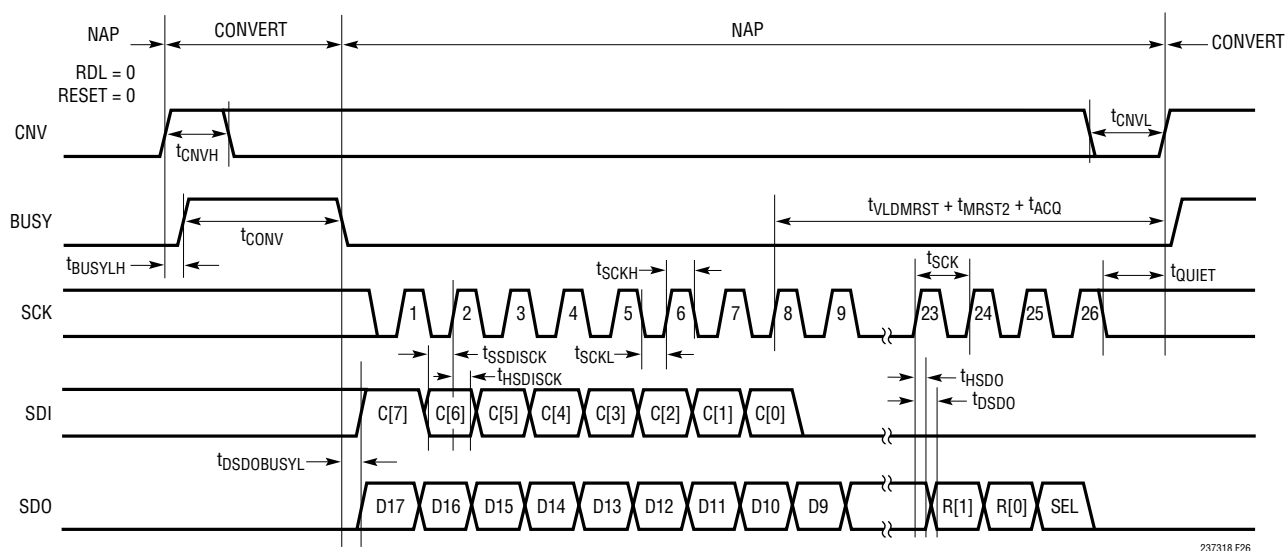 NAP CONVERT NAP CONVERT
RDL = 0
RESET = 0
CNV
tCNVH
tCNVL
BUSY
tCONV
tVLDMRST + tMRST2 + tACQ
tBUSYLH
tSCKH
tSCK
tQUIET
SCK
1 2 3 4 5 6 7 8 9 23 24 25 26
tSSDISCK
tSCKL
tHSDISCK
tHSDO
tDSDO
SDI
C[7] C[6] C[5] C[4] C[3] C[2] C[1] C[0]
tDSDOBUSYL
SDO
D17 D16 D15 D14 D13 D12 D11 D10 D9 R[1] R[0] SEL
237318 F26